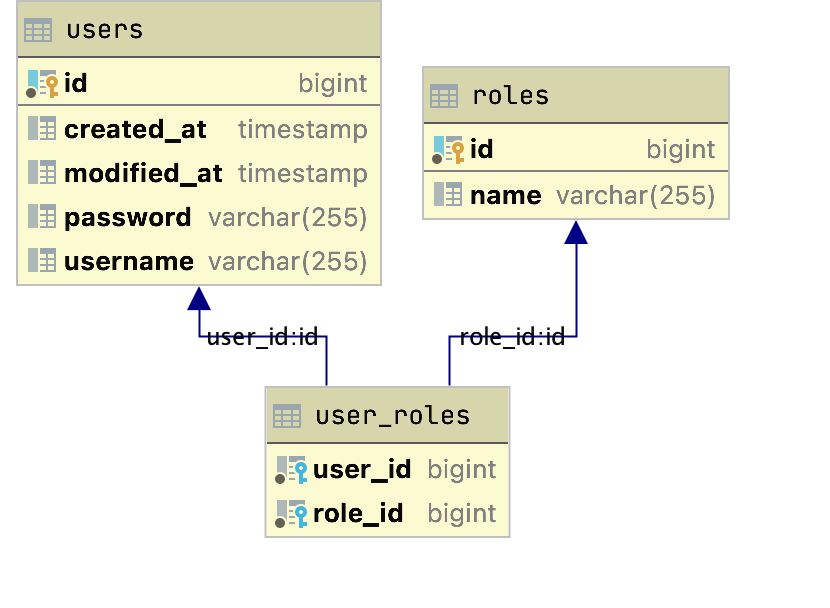 users
id bigint
created_at timestamp
modified_at timestamp
password varchar(255)
username varchar(255)
roles
id bigint
name varchar(255)
user_id:id
role_id:id
user_roles
user_id bigint
role_id bigint